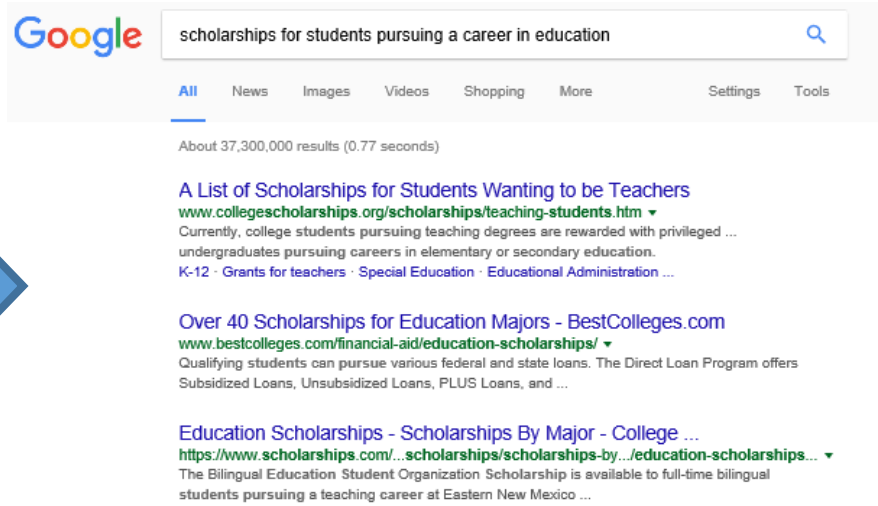 Google
scholarships for students pursuing a career in education
All News Images Videos Shopping More Settings Tools
About 37,300,000 results (0.77 seconds)
A List of Scholarships for Students Wanting to be Teachers
www.collegescholarships.org/scholarships/teaching-students.htm
Currently, college students pursuing teaching degrees are rewarded with privileged ...
undergraduates pursuing careers in elementary or secondary education.
K-12 · Grants for teachers · Special Education · Educational Administration ...
Over 40 Scholarships for Education Majors - BestColleges.com
www.bestcolleges.com/financial-aid/education-scholarships/
Qualifying students can pursue various federal and state loans. The Direct Loan Program offers
Subsidized Loans, Unsubsidized Loans, PLUS Loans, and ...
Education Scholarships - Scholarships By Major - College ...
https://www.scholarships.com/...scholarships/scholarships-by.../education-scholarships...
The Bilingual Education Student Organization Scholarship is available to full-time bilingual
students pursuing a teaching career at Eastern New Mexico ...